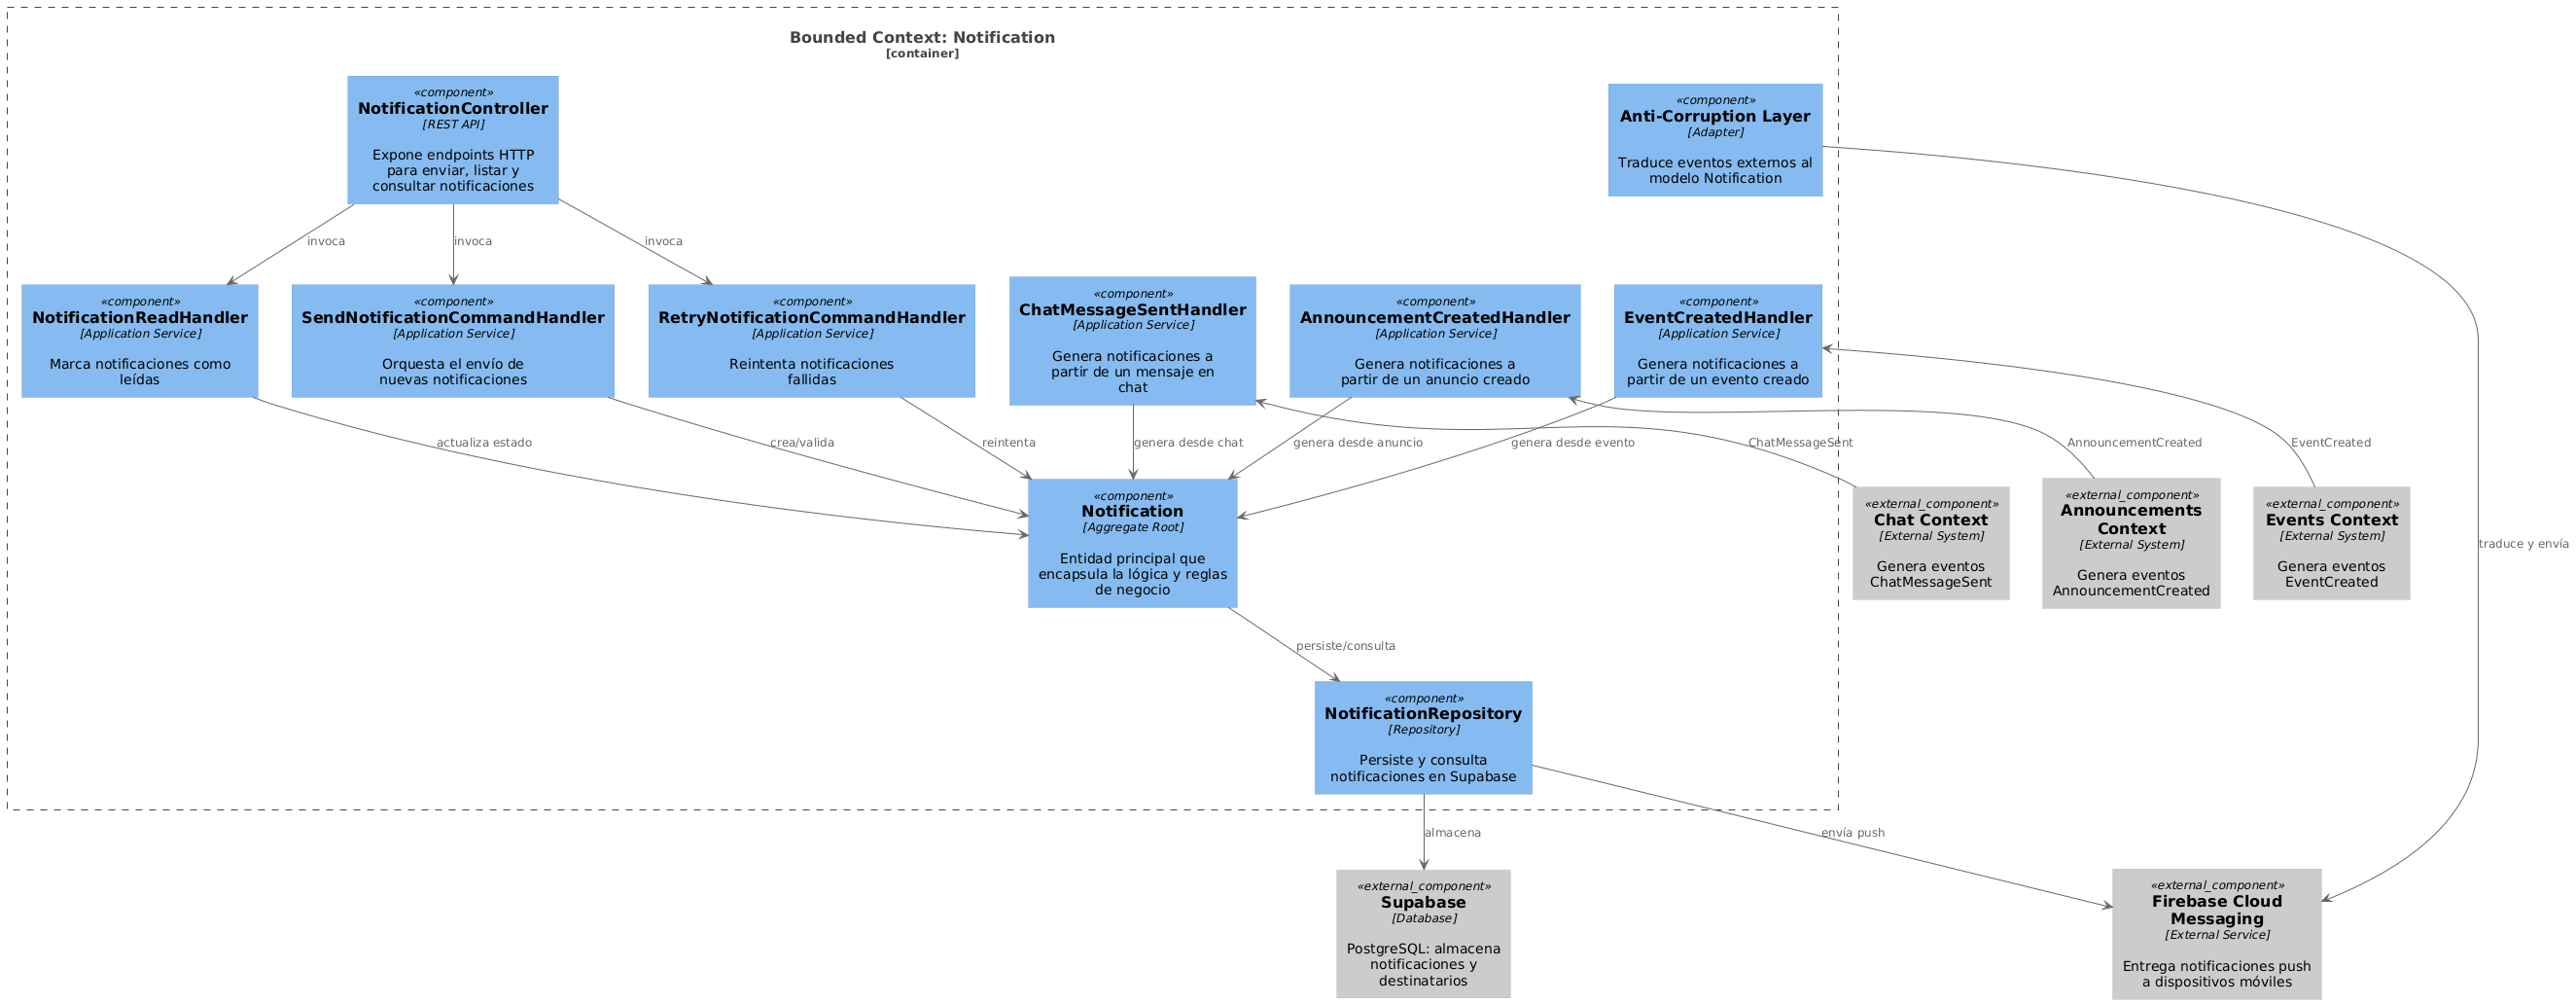 Bounded Context: Notification
[container]
«component»
NotificationController
[REST API]
Expone endpoints HTTP
para enviar, listar y
consultar notificaciones
«component»
Anti-Corruption Layer
[Adapter]
Traduce eventos externos al
modelo Notification
invoca
invoca
invoca
«component»
NotificationReadHandler
[Application Service]
Marca notificaciones como
leídas
«component»
SendNotificationCommandHandler
[Application Service]
Orquesta el envío de
nuevas notificaciones
«component»
RetryNotificationCommandHandler
[Application Service]
Reintenta notificaciones
fallidas
«component»
ChatMessageSentHandler
[Application Service]
Genera notificaciones a
partir de un mensaje en
chat
«component»
AnnouncementCreatedHandler
[Application Service]
Genera notificaciones a
partir de un anuncio creado
«component»
EventCreatedHandler
[Application Service]
Genera notificaciones a
partir de un evento creado
actualiza estado
crea/valida
reintenta
genera desde chat
genera desde anuncio
genera desde evento
ChatMessageSent
AnnouncementCreated
EventCreated
«component»
Notification
[Aggregate Root]
Entidad principal que
encapsula la lógica y reglas
de negocio
«external_component»
Chat Context
[External System]
Genera eventos
ChatMessageSent
«external_component»
Announcements
Context
[External System]
Genera eventos
AnnouncementCreated
«external_component»
Events Context
[External System]
Genera eventos
EventCreated
traduce y envía
persiste/consulta
«component»
NotificationRepository
[Repository]
Persiste y consulta
notificaciones en Supabase
almacena
envía push
«external_component»
Supabase
[Database]
PostgreSQL: almacena
notificaciones y
destinatarios
«external_component»
Firebase Cloud
Messaging
[External Service]
Entrega notificaciones push
a dispositivos móviles